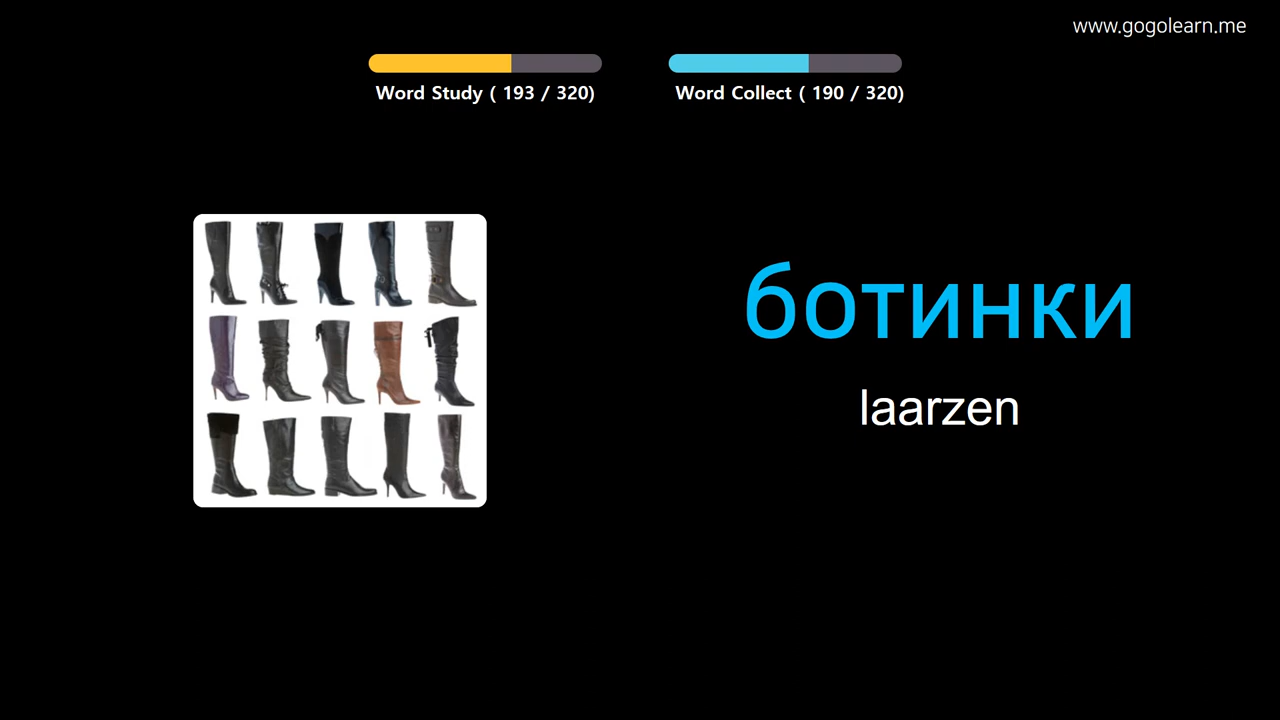 www.gogolearn.me
Word Study ( 193 / 320)
Word Collect ( 190 / 320)
ботинки
laarzen